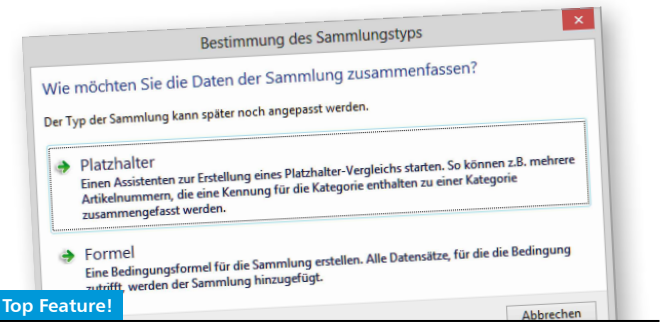 Bestimmung des Sammlungstyps
Wie möchten Sie die Daten der Sammlung zusammenfassen?
Der Typ der Sammlung kann später noch angepasst werden.
Platzhalter
Einen Assistenten zur Erstellung eines Platzhalter-Vergleichs starten. So können z.B. mehrere
Artikelnummern, die eine Kennung für die Kategorie enthalten zu einer Kategorie
zusammengefasst werden.
Formel
Eine Bedingungsformel für die Sammlung erstellen. Alle Datensätze, für die die Bedingung
zutrifft, werden der Sammlung hinzugefügt.
Top Feature!
Abbrechen